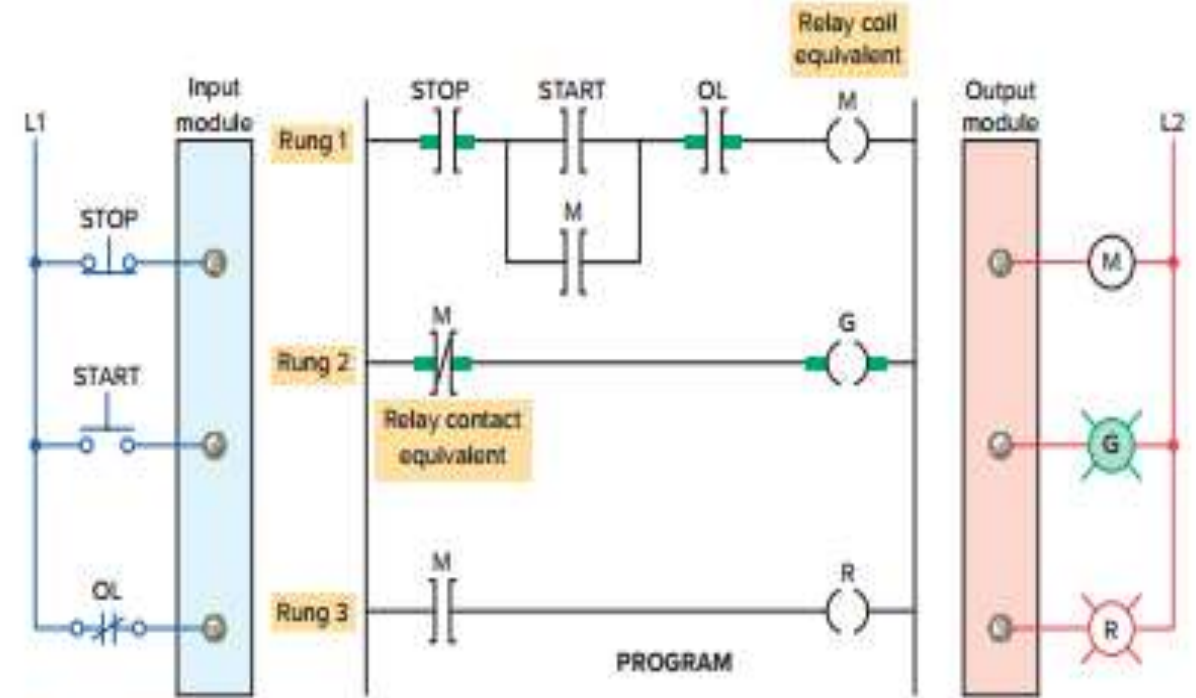 Relay coil
equivalent
L1
Input
module
STOP
START
OL
M
Output
module
L2
Rung 1
STOP
M
M
M
G
Rung 2
START
Relay contact
equivalent
G
OL
M
R
Rung 3
R
PROGRAM